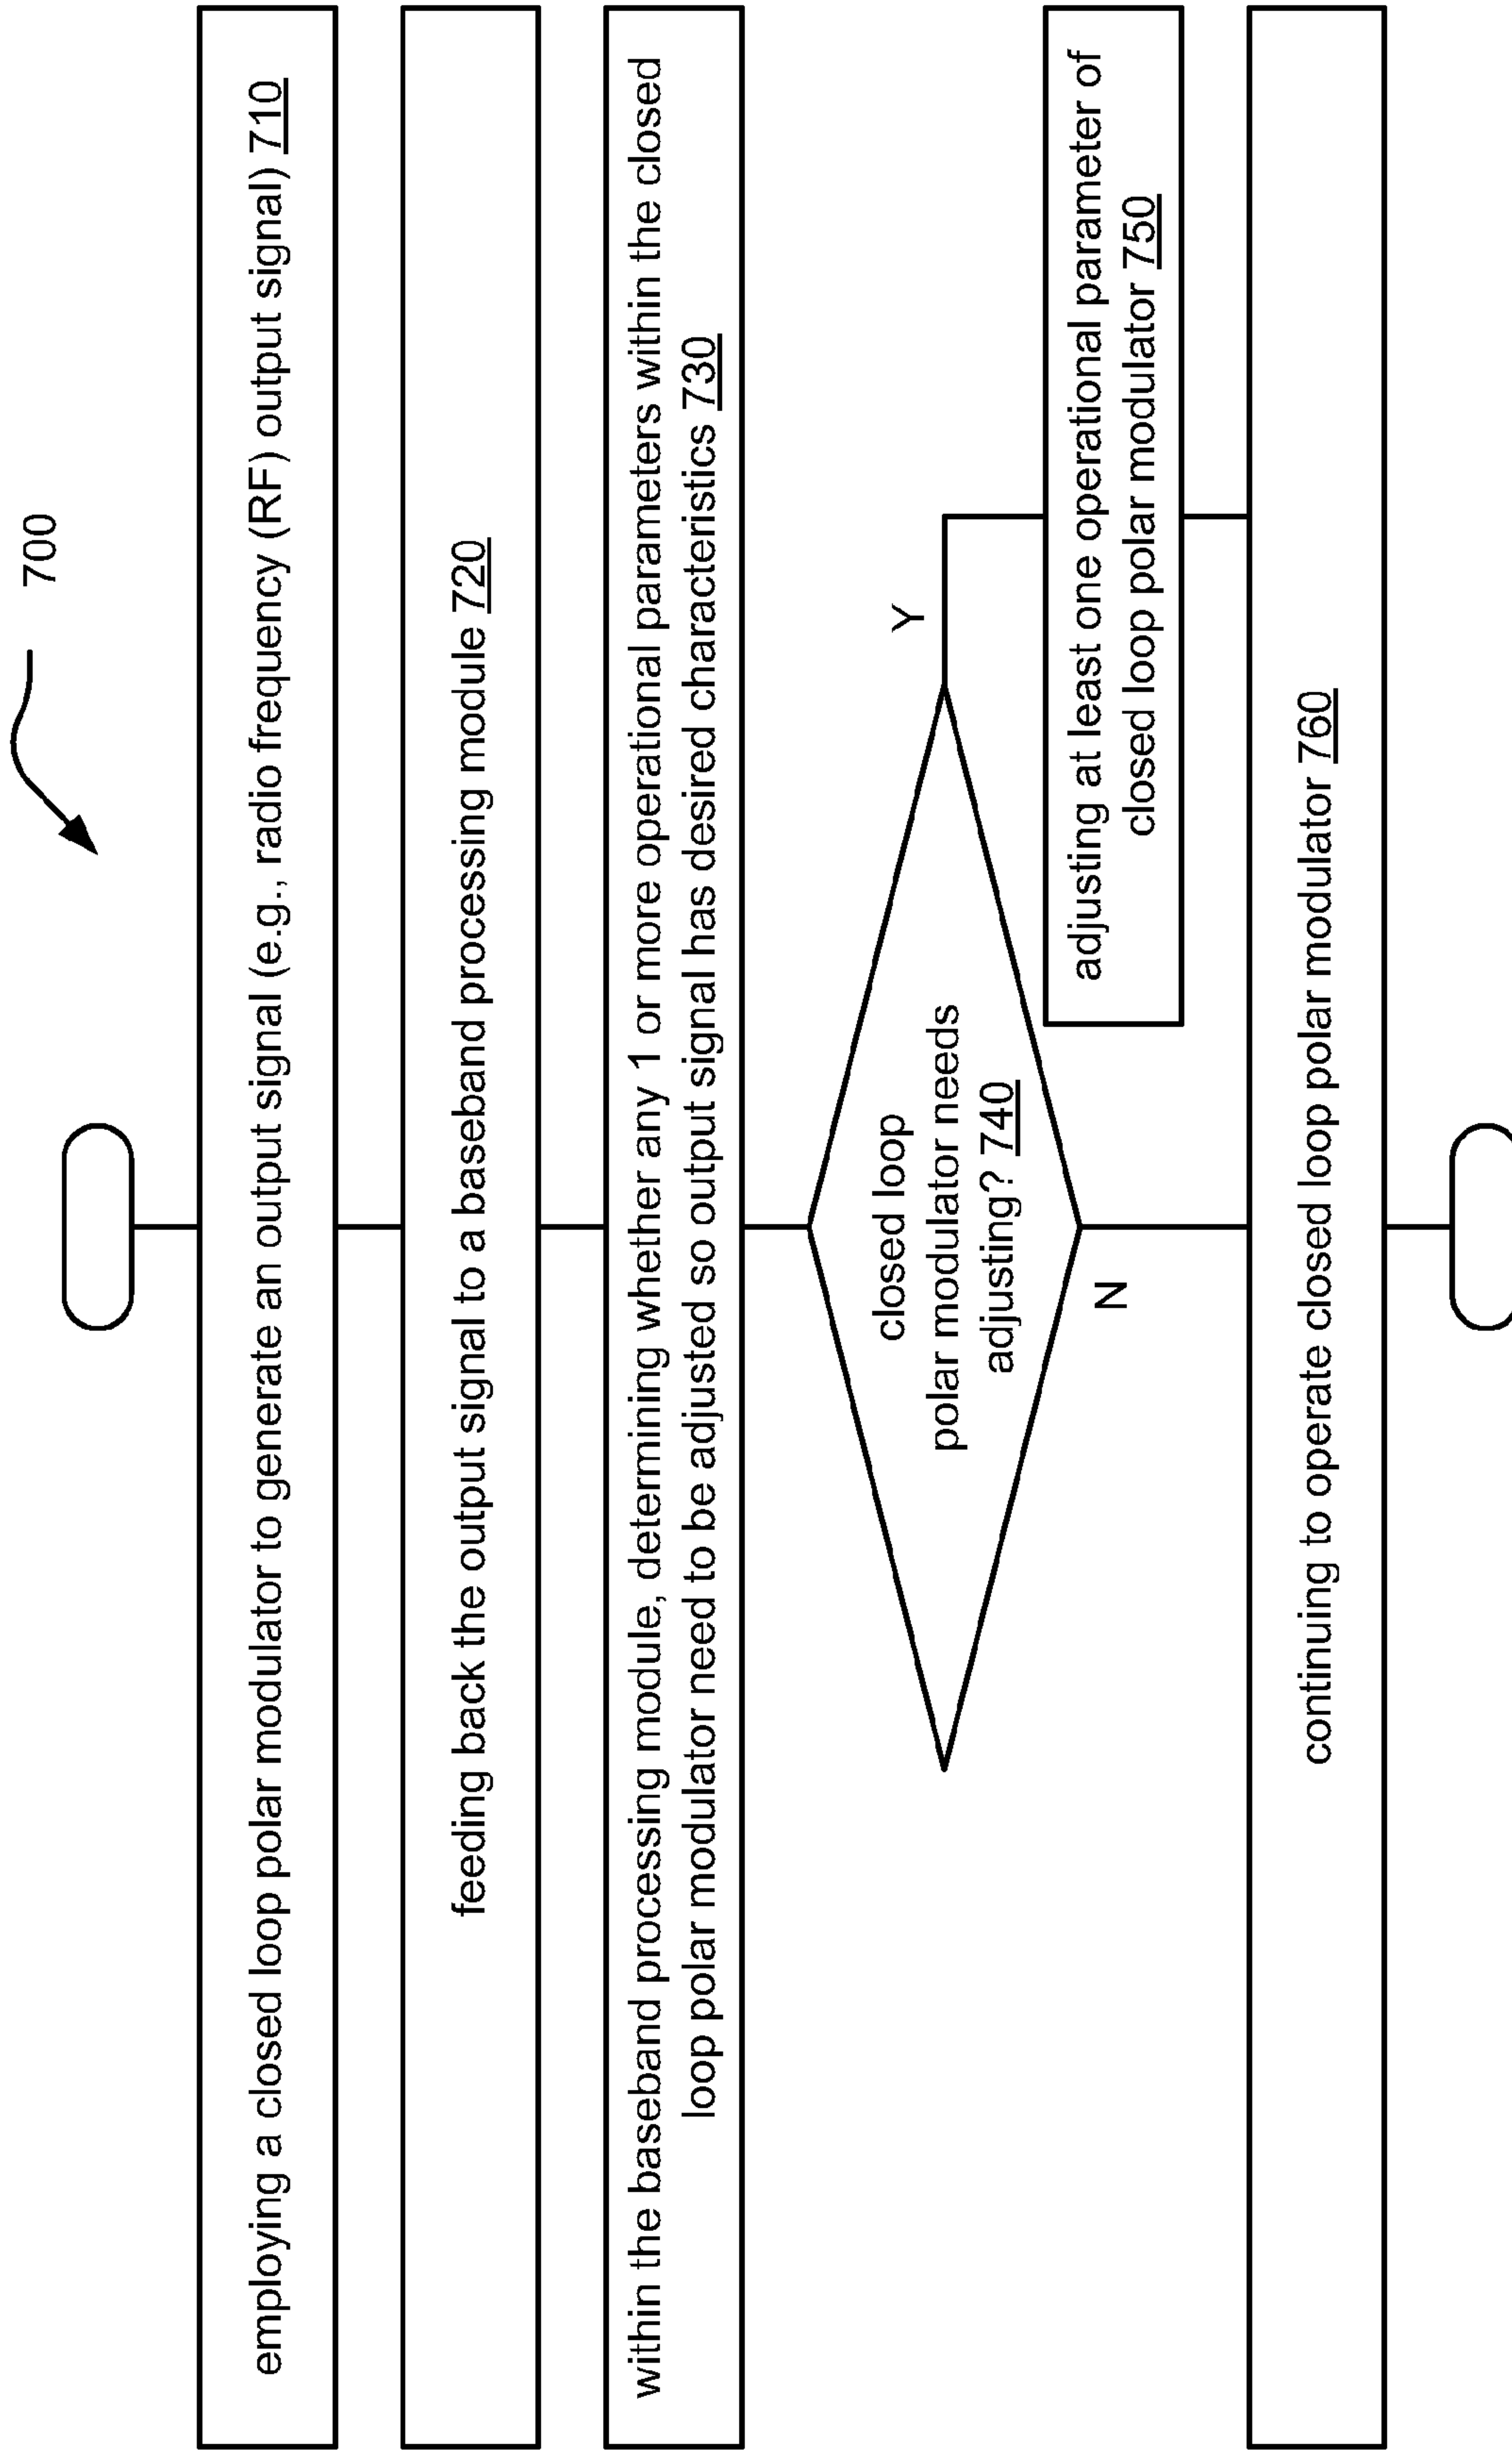 700
employing a closed loop polar modulator to generate an output signal (e.g., radio frequency (RF) output signal) 710
feeding back the output signal to a baseband processing module 720
within the baseband processing module, determining whether any 1 or more operational parameters within the closed
loop polar modulator need to be adjusted so output signal has desired characteristics 730
closed loop
polar modulator needs
adjusting? 740
Y
N
adjusting at least one operational parameter of
closed loop polar modulator 750
continuing to operate closed loop polar modulator 760